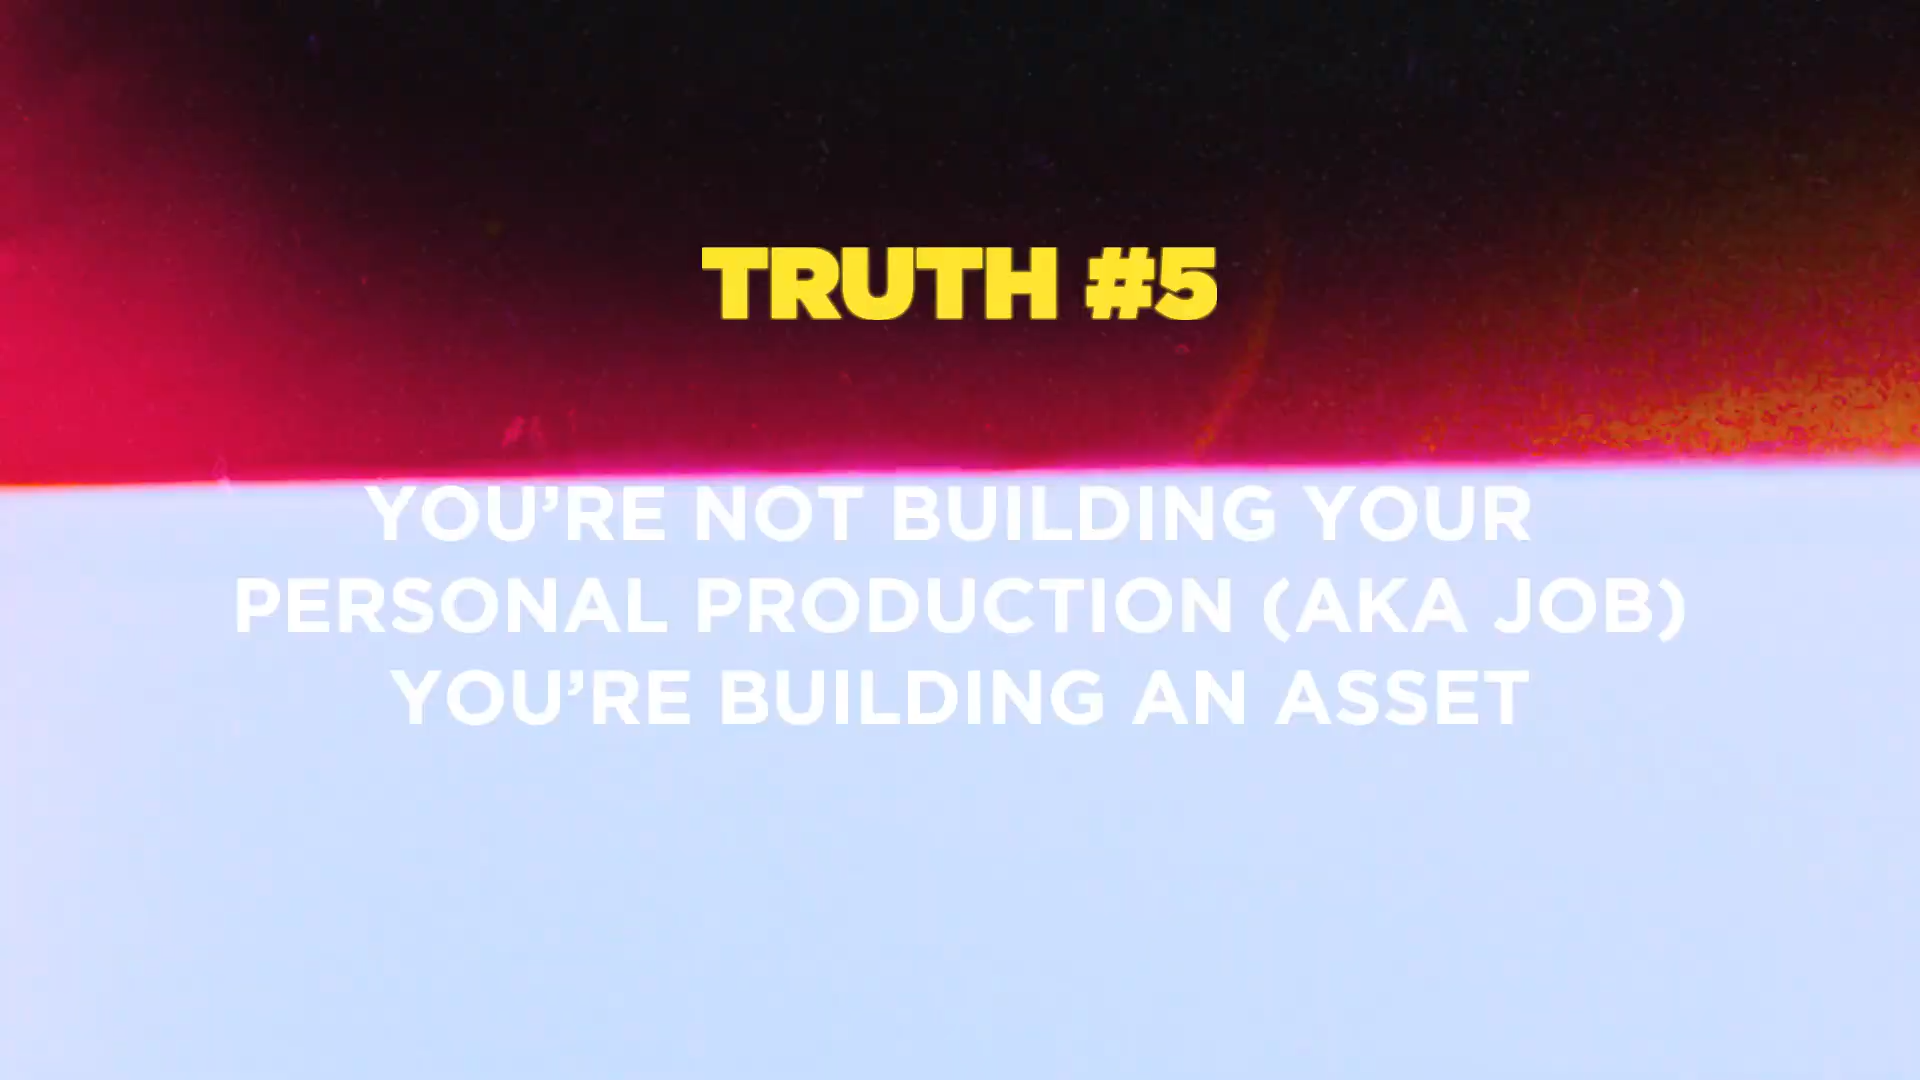 TRUTH #5
YOU’RE NOT BUILDING YOUR
PERSONAL PRODUCTION (AKA JOB)
YOU’RE BUILDING AN ASSET